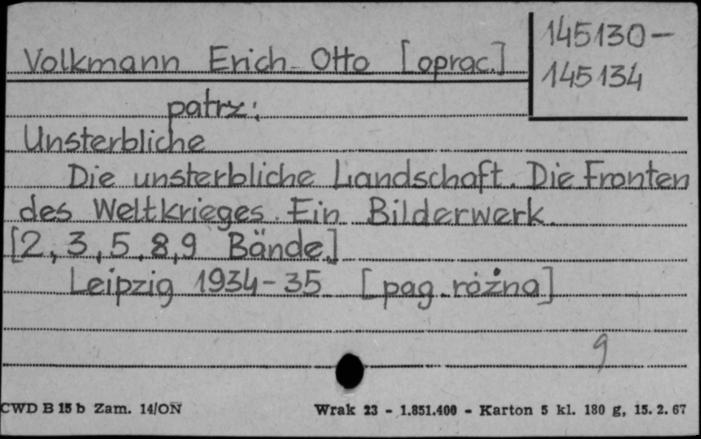 145130-
145134
Volkmann Erich Otto [oprac.]
patrz:
Unsterbliche
Die unsterbliche Landschaft. Die Fronten
des Weltkrieges. Ein Bilderwerk.
[2, 3, 5, 8, 9 Bände]
Leipzig 1934-35 [pag. różna]
9
CWD B 15 b Zam. 14/ON
Wrak 23 - 1.851.400 - Karton 5 kl. 180 g, 15. 2. 67